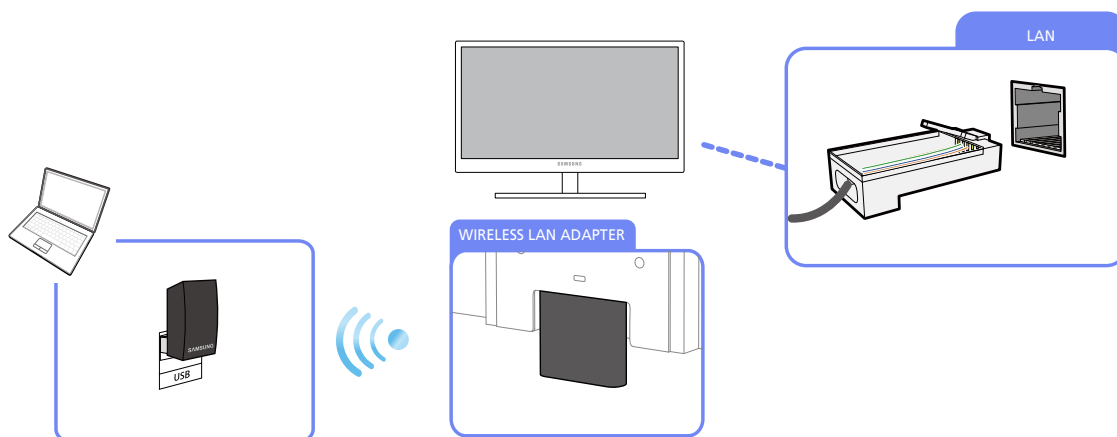 LAN
SAMSUNG
WIRELESS LAN ADAPTER
SAMSUNG
USB